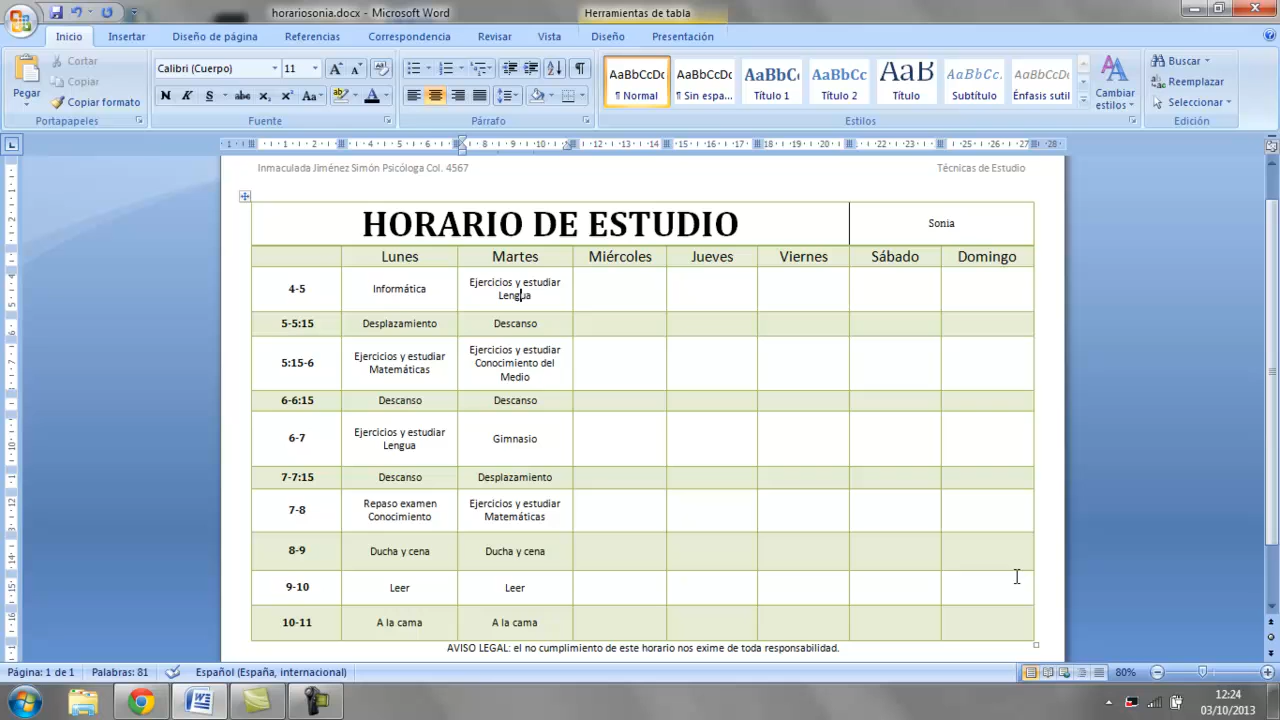 horariosonia.docx - Microsoft Word
Herramientas de tabla
Inicio Insertar Diseño de página Referencias Correspondencia Revisar Vista Diseño Presentación
Pegar
Cortar
Copiar
Copiar formato
Portapapeles
Calibri (Cuerpo) 11
N K S abe x₂ x² Aa
Fuente
Párrafo
AaBbCcDc AaBbCcDc AaBbC AaBbCc AaB AaBbCc. AaBbCcDc
¶ Normal ¶ Sin espa... Título 1 Título 2 Título Subtítulo Énfasis sutil
Estilos
Cambiar estilos
Buscar
Reemplazar
Seleccionar
Edición
Inmaculada Jiménez Simón Psicóloga Col. 4567 Técnicas de Estudio
HORARIO DE ESTUDIO Sonia
Lunes Martes Miércoles Jueves Viernes Sábado Domingo
4-5 Informática Ejercicios y estudiar Lengua
5-5:15 Desplazamiento Descanso
5:15-6 Ejercicios y estudiar Matemáticas Ejercicios y estudiar Conocimiento del Medio
6-6:15 Descanso Descanso
6-7 Ejercicios y estudiar Lengua Gimnasio
7-7:15 Descanso Desplazamiento
7-8 Repaso examen Conocimiento Ejercicios y estudiar Matemáticas
8-9 Ducha y cena Ducha y cena
9-10 Leer Leer
10-11 A la cama A la cama
AVISO LEGAL: el no cumplimiento de este horario nos exime de toda responsabilidad.
Página: 1 de 1 Palabras: 81 Español (España, internacional) 80%
12:24
03/10/2013